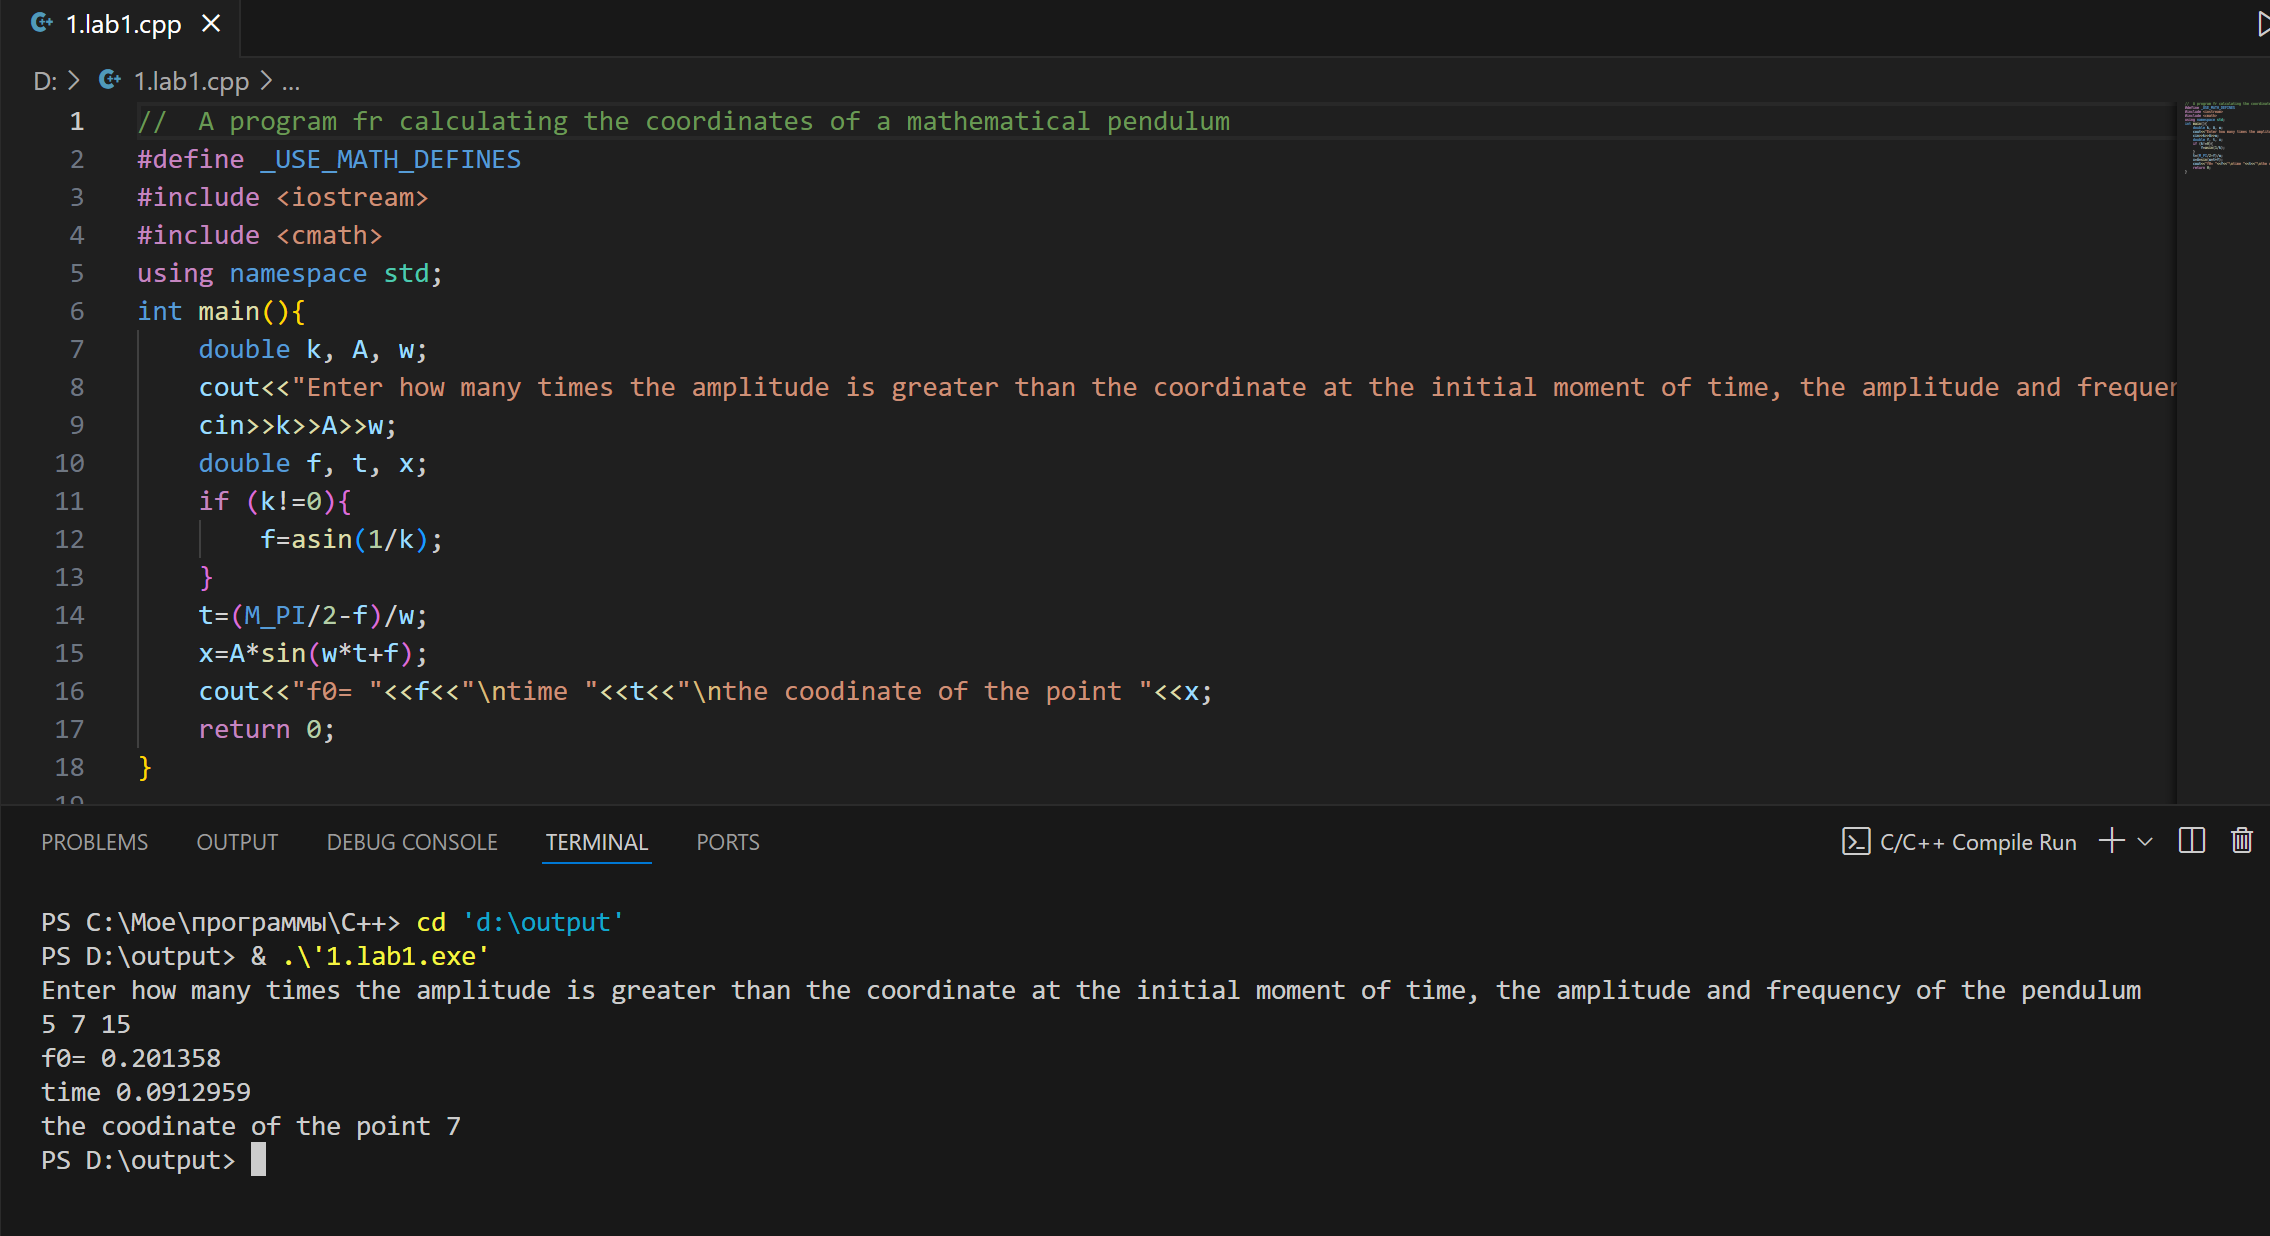 1.lab1.cpp
D: > 1.lab1.cpp > ...
1 // A program fr calculating the coordinates of a mathematical pendulum
2 #define _USE_MATH_DEFINES
3 #include <iostream>
4 #include <cmath>
5 using namespace std;
6 int main(){
7 double k, A, w;
8 cout<<"Enter how many times the amplitude is greater than the coordinate at the initial moment of time, the amplitude and frequen
9 cin>>k>>A>>w;
10 double f, t, x;
11 if (k!=0){
12 f=asin(1/k);
13 }
14 t=(M_PI/2-f)/w;
15 x=A*sin(w*t+f);
16 cout<<"f0= "<<f<<"\ntime "<<t<<"\nthe coodinate of the point "<<x;
17 return 0;
18 }
19
PROBLEMS OUTPUT DEBUG CONSOLE TERMINAL PORTS C/C++ Compile Run
PS C:\Мое\программы\C++> cd 'd:\output'
PS D:\output> & .\'1.lab1.exe'
Enter how many times the amplitude is greater than the coordinate at the initial moment of time, the amplitude and frequency of the pendulum
5 7 15
f0= 0.201358
time 0.0912959
the coodinate of the point 7
PS D:\output>